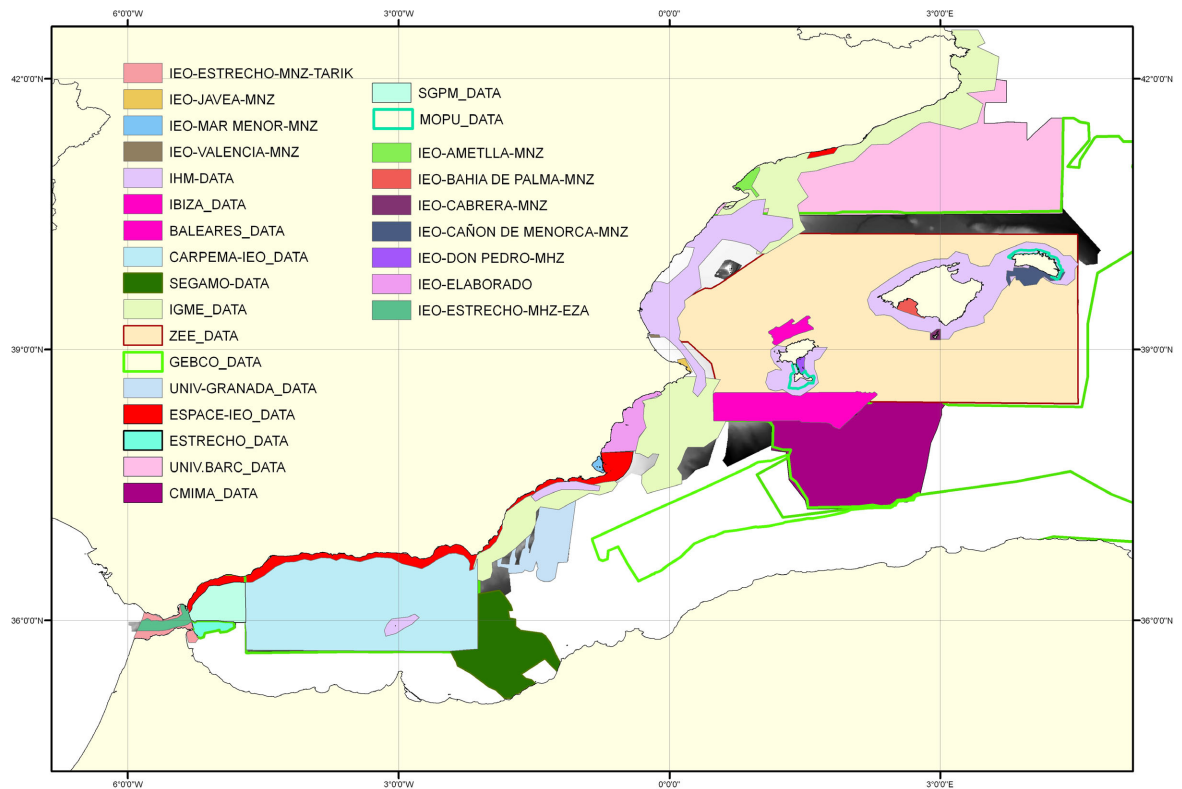 6°0'0"W 3°0'0"W 0°0'0" 3°0'0"E
42°0'0"N 42°0'0"N
IEO-ESTRECHO-MNZ-TARIK
IEO-JAVEA-MNZ
IEO-MAR MENOR-MNZ
IEO-VALENCIA-MNZ
IHM-DATA
IBIZA_DATA
BALEARES_DATA
CARPEMA-IEO_DATA
SEGAMO-DATA
IGME_DATA
ZEE_DATA
GEBCO_DATA
UNIV-GRANADA_DATA
ESPACE-IEO_DATA
ESTRECHO_DATA
UNIV.BARC_DATA
CMIMA_DATA
SGPM_DATA
MOPU_DATA
IEO-AMETLLA-MNZ
IEO-BAHIA DE PALMA-MNZ
IEO-CABRERA-MNZ
IEO-CAÑON DE MENORCA-MNZ
IEO-DON PEDRO-MHZ
IEO-ELABORADO
IEO-ESTRECHO-MHZ-EZA
39°0'0"N 39°0'0"N
36°0'0"N 36°0'0"N
6°0'0"W 3°0'0"W 0°0'0" 3°0'0"E